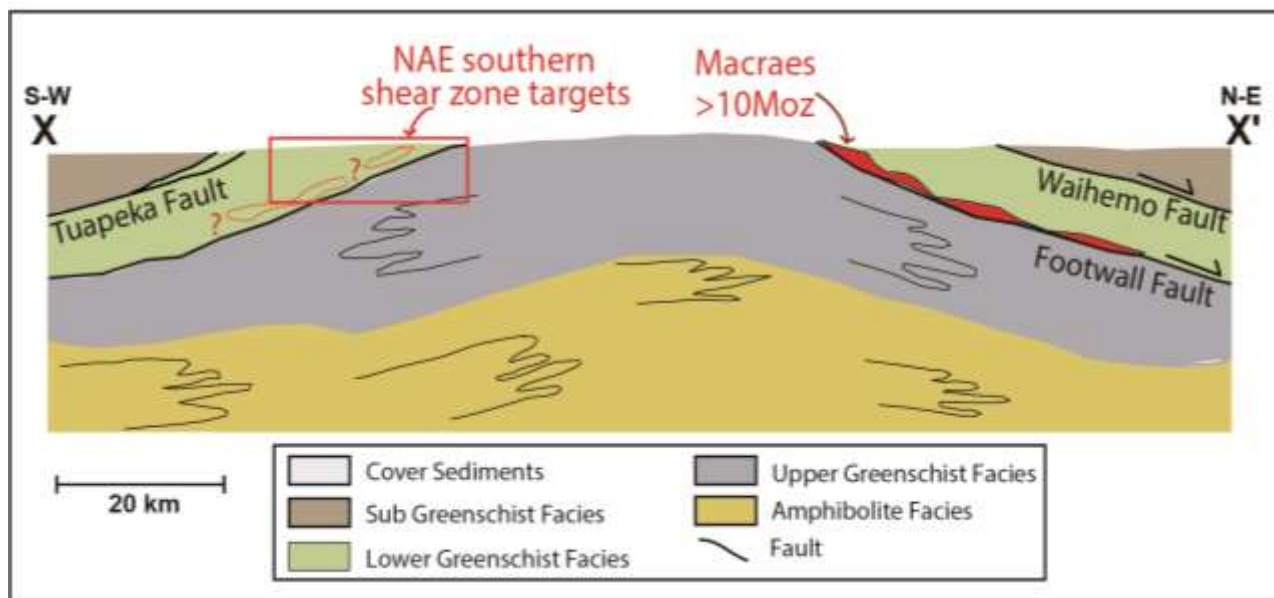 NAE southern
shear zone targets
Macraes
>10Moz
S-W
X
N-E
X'
?
?
Tuapeka Fault
Waihemo Fault
Footwall Fault
20 km
Cover Sediments
Sub Greenschist Facies
Lower Greenschist Facies
Upper Greenschist Facies
Amphibolite Facies
Fault